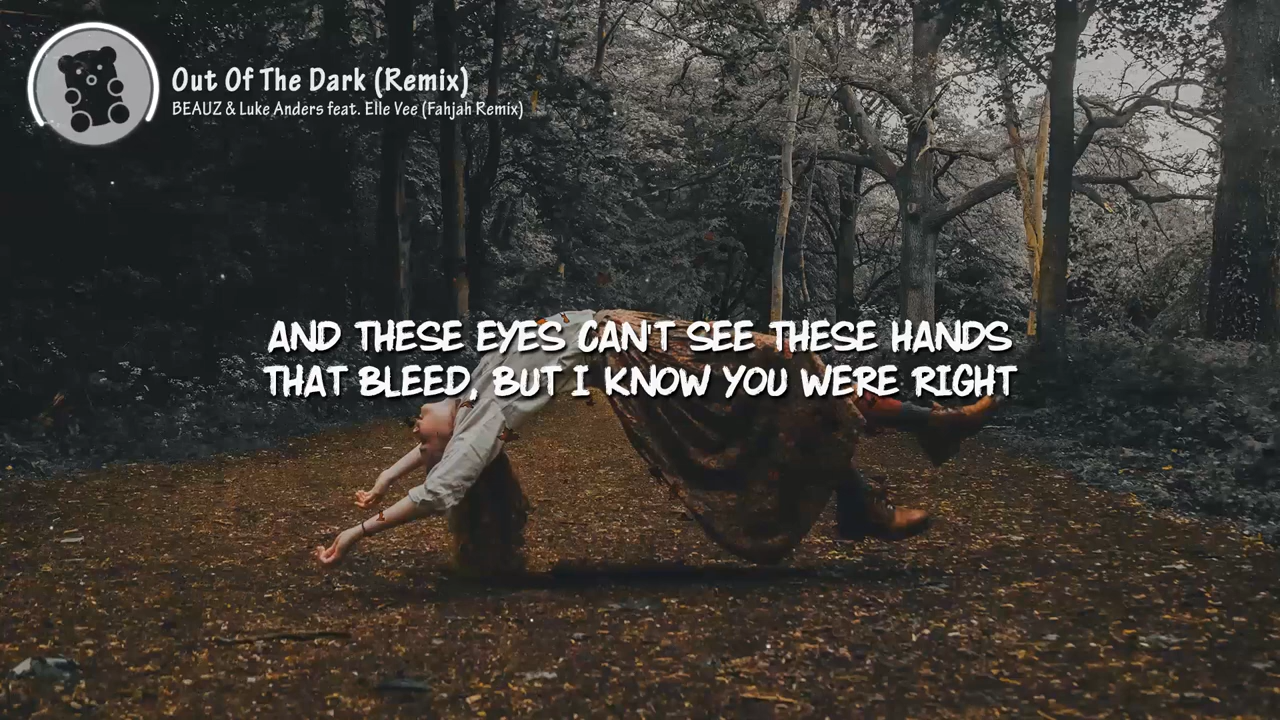 Out Of The Dark (Remix)
BEAUZ & Luke Anders feat. Elle Vee (Fahjah Remix)
AND THESE EYES CAN'T SEE THESE HANDS
THAT BLEED, BUT I KNOW YOU WERE RIGHT